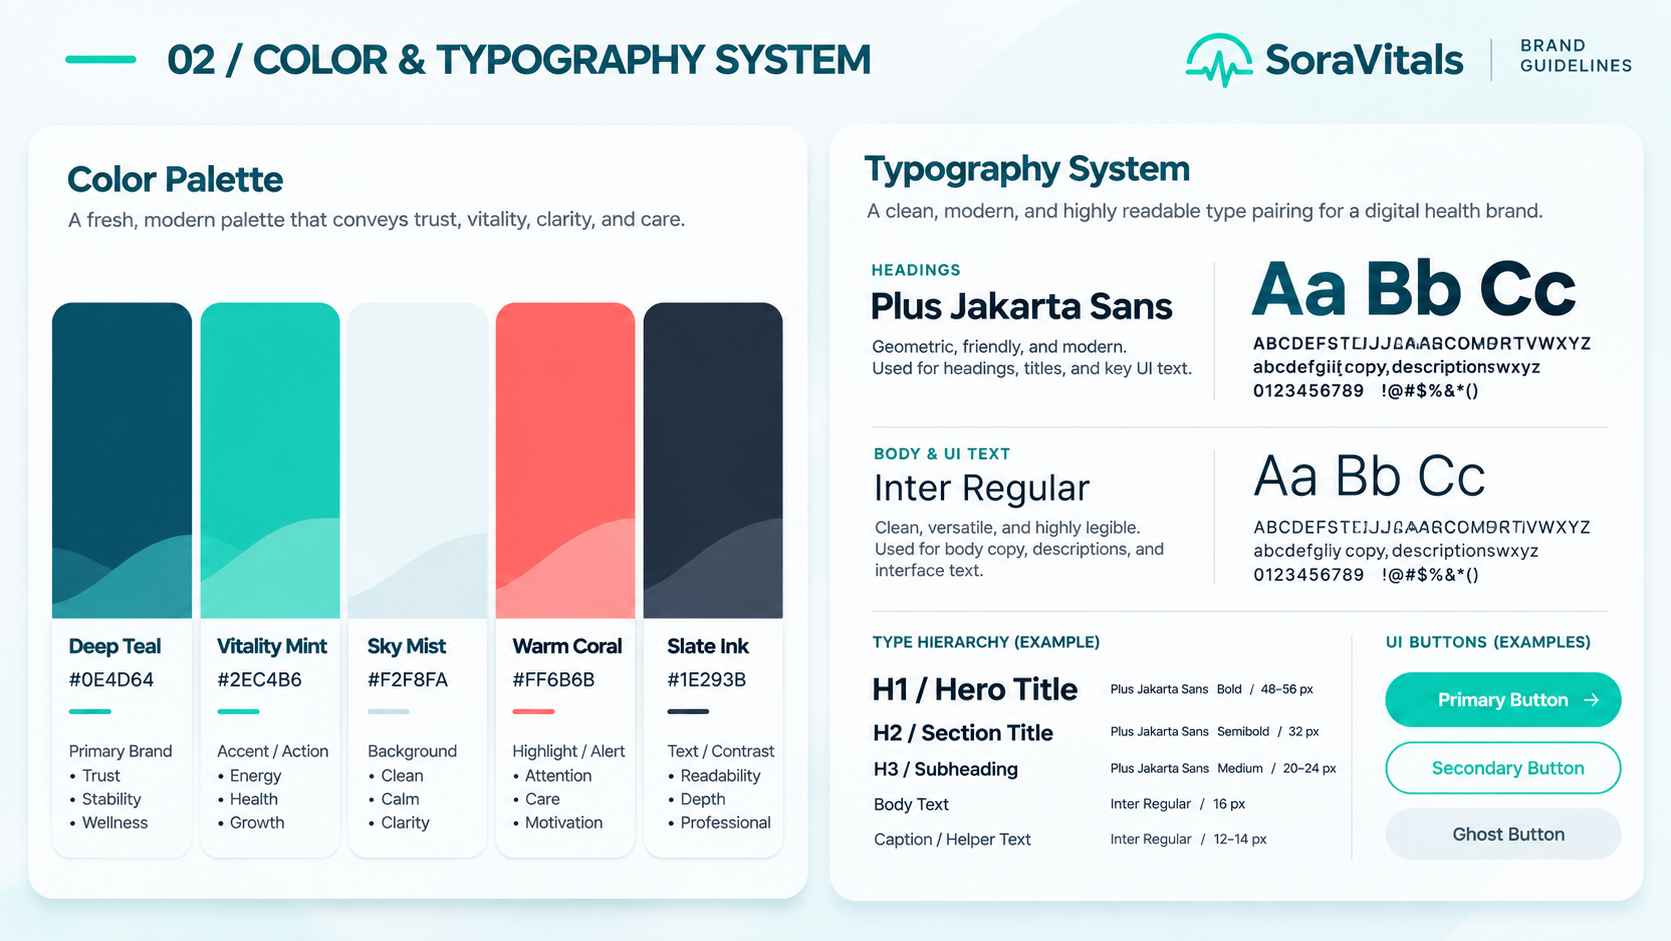 02 / COLOR & TYPOGRAPHY SYSTEM
SoraVitals
BRAND
GUIDELINES
Color Palette
A fresh, modern palette that conveys trust, vitality, clarity, and care.
Deep Teal
#0E4D64
Primary Brand
• Trust
• Stability
• Wellness
Vitality Mint
#2EC4B6
Accent / Action
• Energy
• Health
• Growth
Sky Mist
#F2F8FA
Background
• Clean
• Calm
• Clarity
Warm Coral
#FF6B6B
Highlight / Alert
• Attention
• Care
• Motivation
Slate Ink
#1E293B
Text / Contrast
• Readability
• Depth
• Professional
Typography System
A clean, modern, and highly readable type pairing for a digital health brand.
HEADINGS
Plus Jakarta Sans
Geometric, friendly, and modern.
Used for headings, titles, and key UI text.
Aa Bb Cc
copy, descriptionswxyz
0123456789 !@#$%&*()
BODY & UI TEXT
Inter Regular
Clean, versatile, and highly legible.
Used for body copy, descriptions, and
interface text.
Aa Bb Cc
copy, descriptionswxyz
0123456789 !@#$%&*()
TYPE HIERARCHY (EXAMPLE)
H1 / Hero Title Plus Jakarta Sans Bold / 48–56 px
H2 / Section Title Plus Jakarta Sans Semibold / 32 px
H3 / Subheading Plus Jakarta Sans Medium / 20–24 px
Body Text Inter Regular / 16 px
Caption / Helper Text Inter Regular / 12–14 px
UI BUTTONS (EXAMPLES)
Primary Button →
Secondary Button
Ghost Button